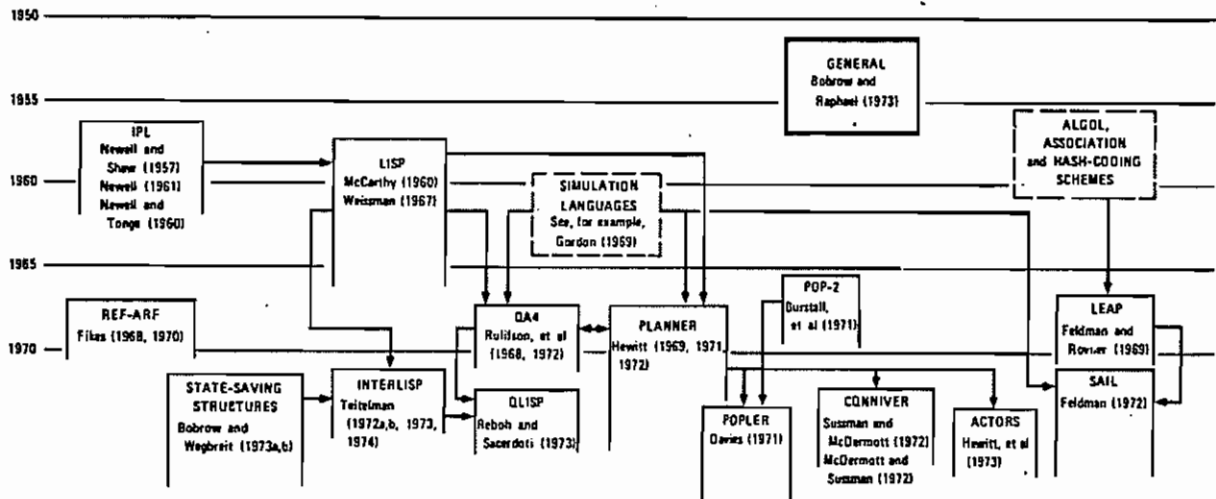 1950
GENERAL
Bobrow and
Raphael (1973)
1955
IPL
Newell and
Shaw (1957)
Newell (1961)
Newell and
Tonge (1960)
LISP
McCarthy (1960)
Weissman (1967)
SIMULATION
LANGUAGES
See, for example,
Gordon (1969)
ALGOL,
ASSOCIATION
and HASH-CODING
SCHEMES
1960
1965
REF-ARF
Fikes (1968, 1970)
QA4
Rulifson, et al
(1968, 1972)
PLANNER
Hewitt (1969, 1971,
1972)
POP-2
Burstall,
et al (1971)
LEAP
Feldman and
Rovner
(1969)
1970
STATE-SAVING
STRUCTURES
Bobrow and
Wegbreit (1973a,b)
INTERLISP
Teitelman
(1972a,b, 1973,
1974)
QLISP
Reboh and
Sacerdoti (1973)
POPLER
Davies (1971)
CONNIVER
Sussman and
McDermott (1972)
McDermott and
Sussman (1972)
ACTORS
Hewitt, et al
(1973)
SAIL
Feldman (1972)